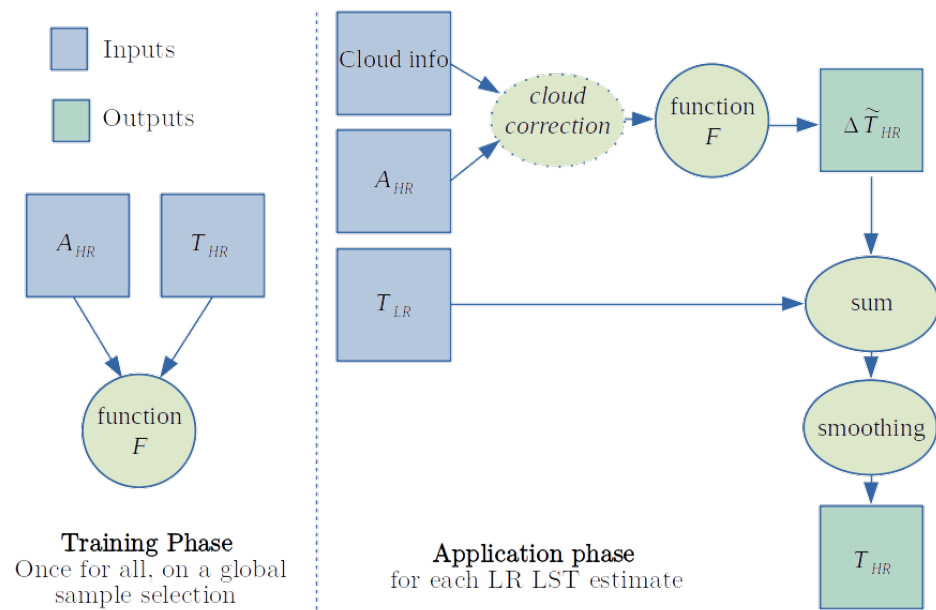 Inputs
Outputs
A_HR
T_HR
function
F
Training Phase
Once for all, on a global
sample selection
Cloud info
cloud
correction
function
F
Δ T̃_HR
A_HR
T_LR
sum
smoothing
T_HR
Application phase
for each LR LST estimate